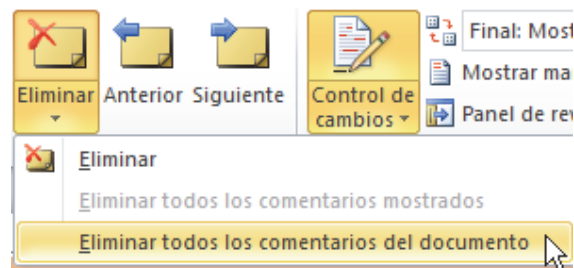 Final: Most
Mostrar ma
Eliminar Anterior Siguiente Control de cambios
Panel de rev
Eliminar
Eliminar todos los comentarios mostrados
Eliminar todos los comentarios del documento